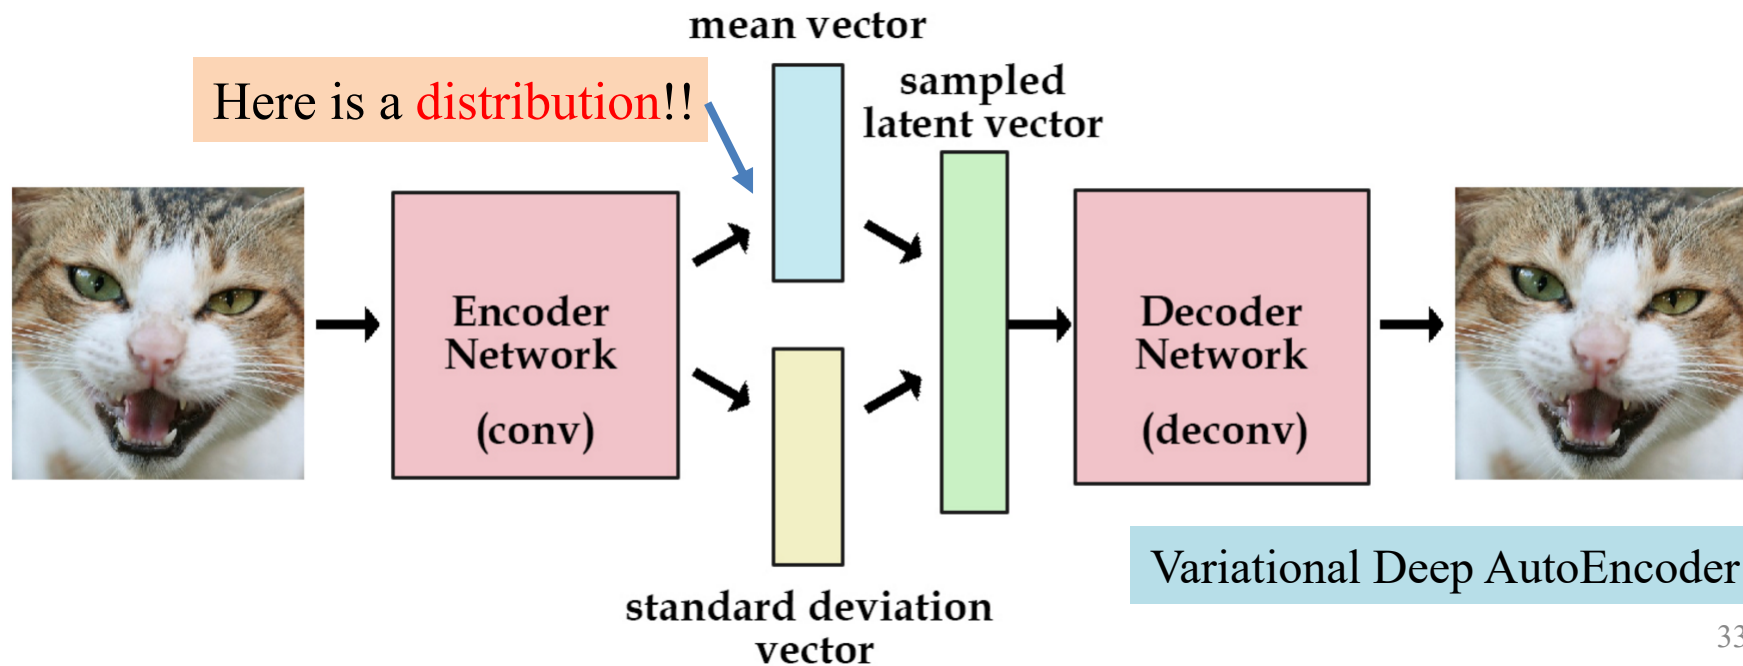 mean vector
Here is a distribution!!
sampled
latent vector
Encoder
Network
(conv)
Decoder
Network
(deconv)
standard deviation
vector
Variational Deep AutoEncoder
33